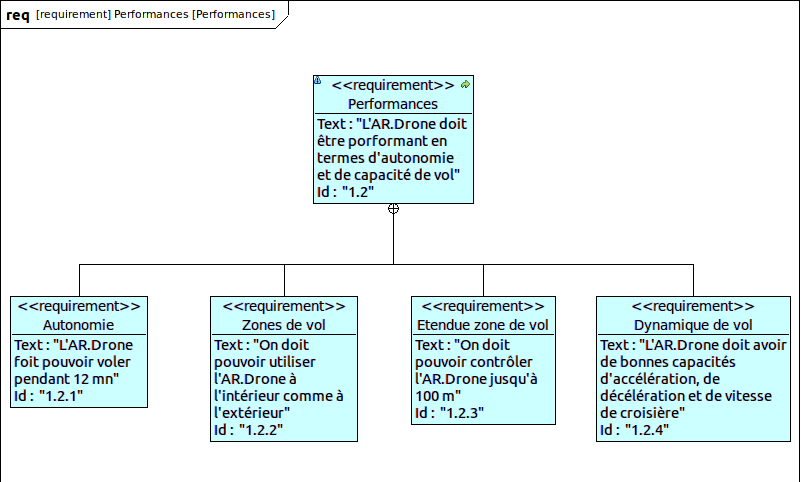 req [requirement] Performances [Performances]
<<requirement>>
Performances
Text : "L'AR.Drone doit
être porformant en
termes d'autonomie
et de capacité de vol"
Id : "1.2"
<<requirement>>
Autonomie
Text : "L'AR.Drone
foit pouvoir voler
pendant 12 mn"
Id : "1.2.1"
<<requirement>>
Zones de vol
Text : "On doit
pouvoir utiliser
l'AR.Drone à
l'intérieur comme à
l'extérieur"
Id : "1.2.2"
<<requirement>>
Etendue zone de vol
Text : "On doit
pouvoir contrôler
l'AR.Drone jusqu'à
100 m"
Id : "1.2.3"
<<requirement>>
Dynamique de vol
Text : "L'AR.Drone doit avoir
de bonnes capacités
d'accélération, de
décélération et de vitesse
de croisière"
Id : "1.2.4"